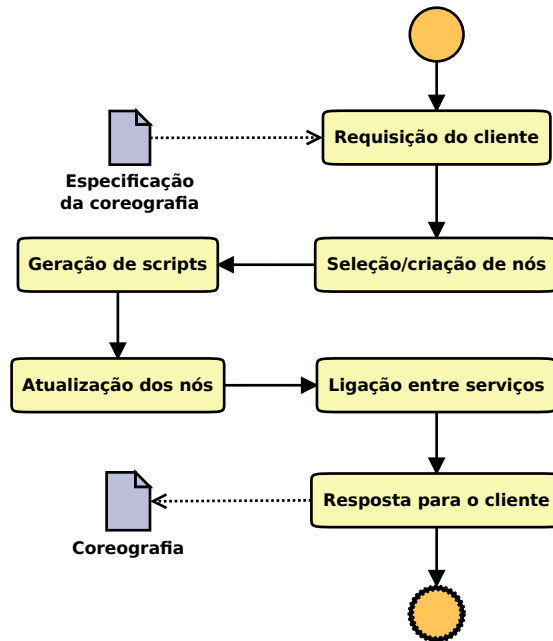 Requisição do cliente
Especificação
da coreografia
Geração de scripts
Seleção/criação de nós
Atualização dos nós
Ligação entre serviços
Resposta para o cliente
Coreografia